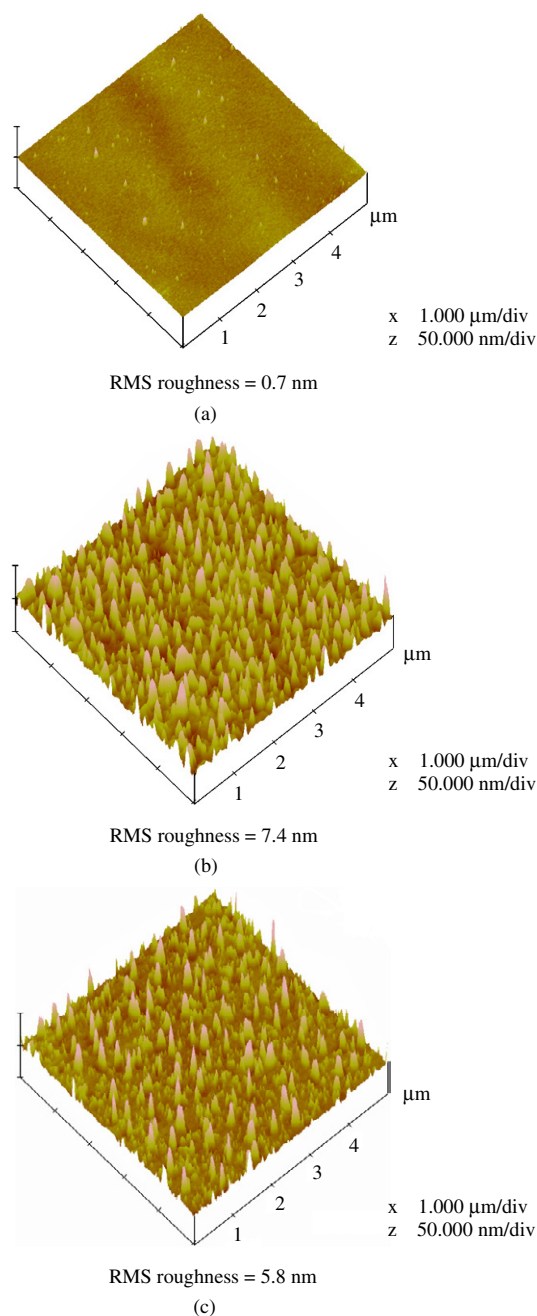 μm
4
3
2
1
x 1.000 μm/div
z 50.000 nm/div
RMS roughness = 0.7 nm
(a)
μm
4
3
2
1
x 1.000 μm/div
z 50.000 nm/div
RMS roughness = 7.4 nm
(b)
μm
4
3
2
1
x 1.000 μm/div
z 50.000 nm/div
RMS roughness = 5.8 nm
(c)